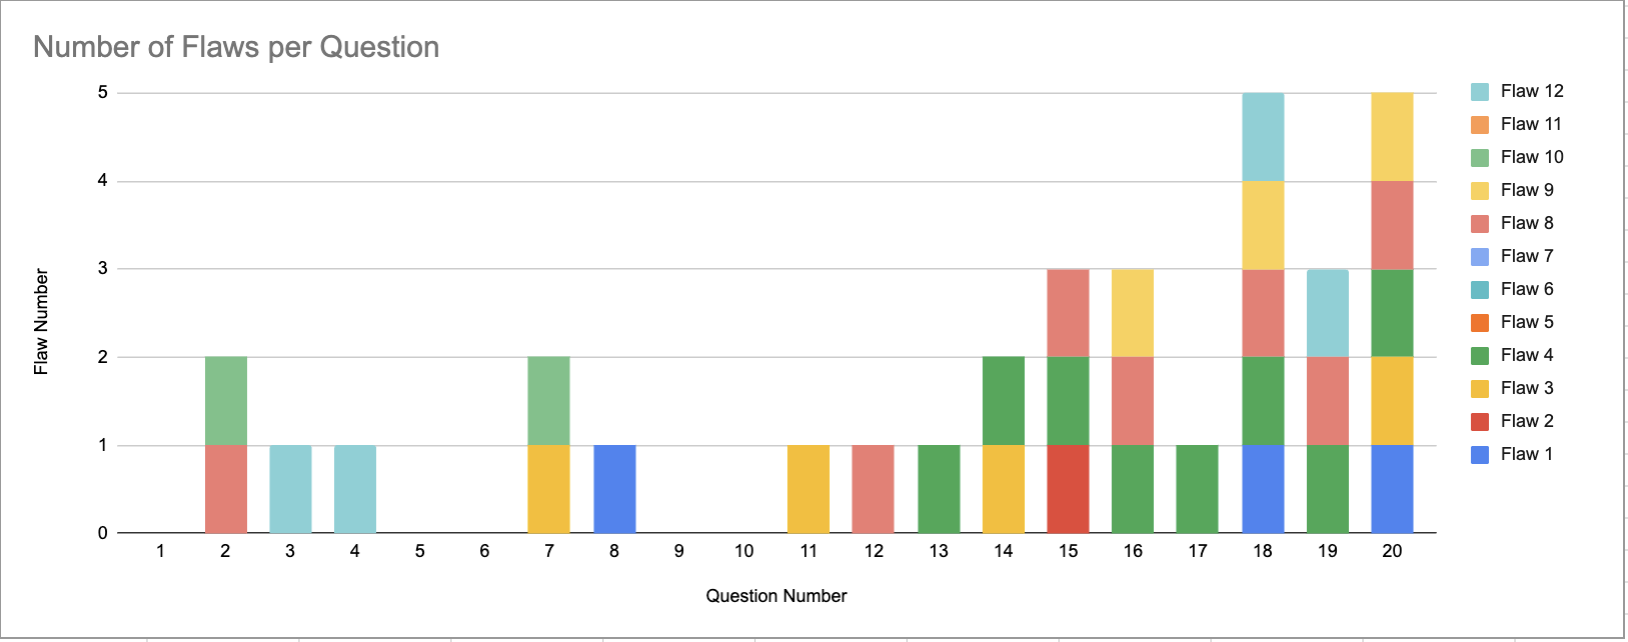 Number of Flaws per Question
5
4
3
2
1
0
Flaw Number
1 2 3 4 5 6 7 8 9 10 11 12 13 14 15 16 17 18 19 20
Question Number
Flaw 12
Flaw 11
Flaw 10
Flaw 9
Flaw 8
Flaw 7
Flaw 6
Flaw 5
Flaw 4
Flaw 3
Flaw 2
Flaw 1